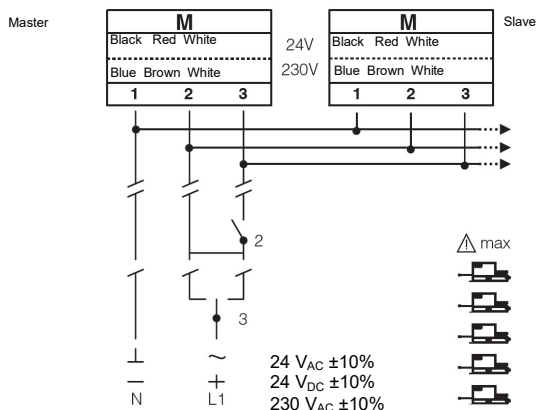 Master
M
M
Slave
Black Red White
24V
Black Red White
Blue Brown White
230V
Blue Brown White
1 2 3
1 2 3
2
⚠ max
3
⊥ ~ 24 VAC ±10%
— + 24 VDC ±10%
N L1 230 VAC ±10%